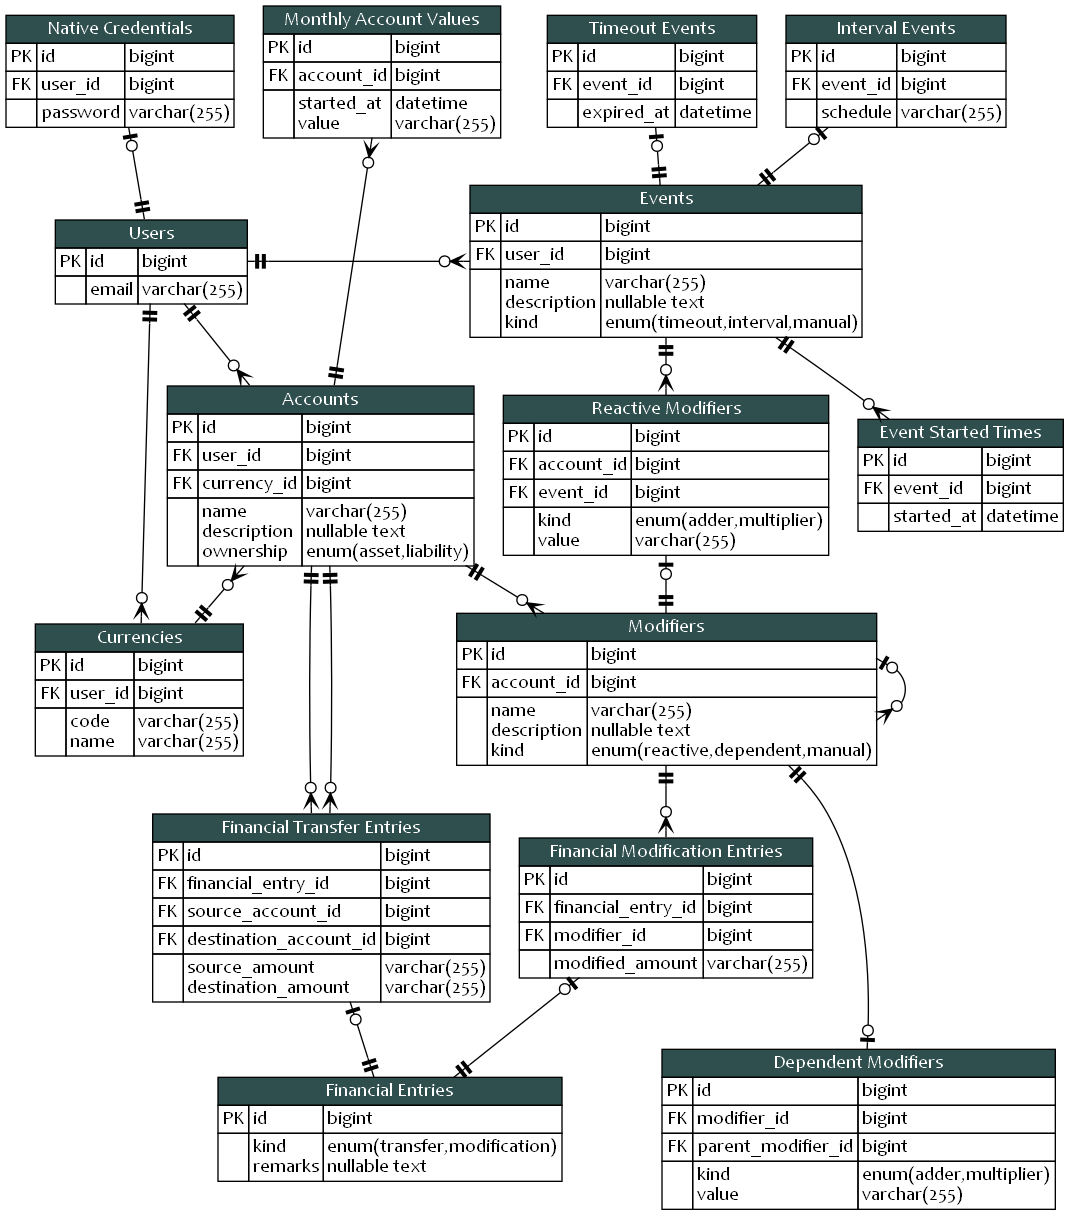 Native Credentials
PK id bigint
FK user_id bigint
password varchar(255)
Monthly Account Values
PK id bigint
FK account_id bigint
started_at datetime
value varchar(255)
Timeout Events
PK id bigint
FK event_id bigint
expired_at datetime
Interval Events
PK id bigint
FK event_id bigint
schedule varchar(255)
Users
PK id bigint
email varchar(255)
Events
PK id bigint
FK user_id bigint
name varchar(255)
description nullable text
kind enum(timeout,interval,manual)
Accounts
PK id bigint
FK user_id bigint
FK currency_id bigint
name varchar(255)
description nullable text
ownership enum(asset,liability)
Reactive Modifiers
PK id bigint
FK account_id bigint
FK event_id bigint
kind enum(adder,multiplier)
value varchar(255)
Event Started Times
PK id bigint
FK event_id bigint
started_at datetime
Currencies
PK id bigint
FK user_id bigint
code varchar(255)
name varchar(255)
Modifiers
PK id bigint
FK account_id bigint
name varchar(255)
description nullable text
kind enum(reactive,dependent,manual)
Financial Transfer Entries
PK id bigint
FK financial_entry_id bigint
FK source_account_id bigint
FK destination_account_id bigint
source_amount varchar(255)
destination_amount varchar(255)
Financial Modification Entries
PK id bigint
FK financial_entry_id bigint
FK modifier_id bigint
modified_amount varchar(255)
Financial Entries
PK id bigint
kind enum(transfer,modification)
remarks nullable text
Dependent Modifiers
PK id bigint
FK modifier_id bigint
FK parent_modifier_id bigint
kind enum(adder,multiplier)
value varchar(255)